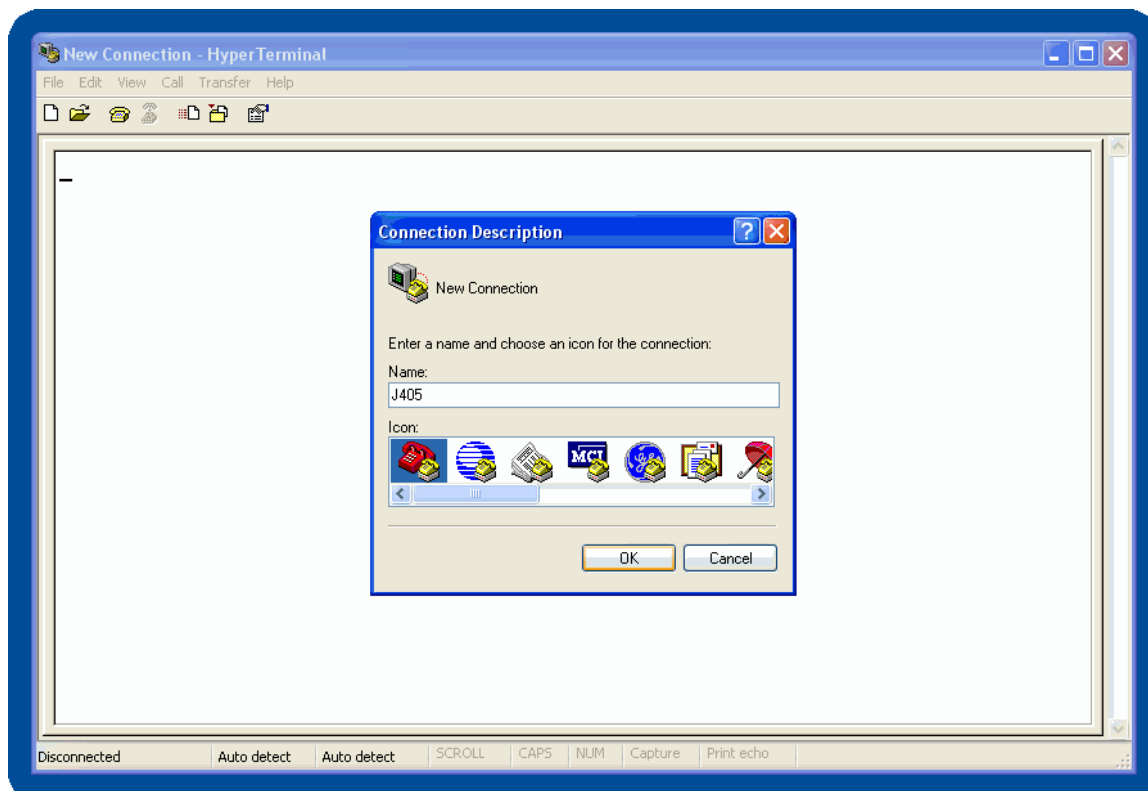 New Connection - HyperTerminal
File Edit View Call Transfer Help
Connection Description
New Connection
Enter a name and choose an icon for the connection:
Name:
J405
Icon:
MCI
OK Cancel
Disconnected Auto detect Auto detect SCROLL CAPS NUM Capture Print echo